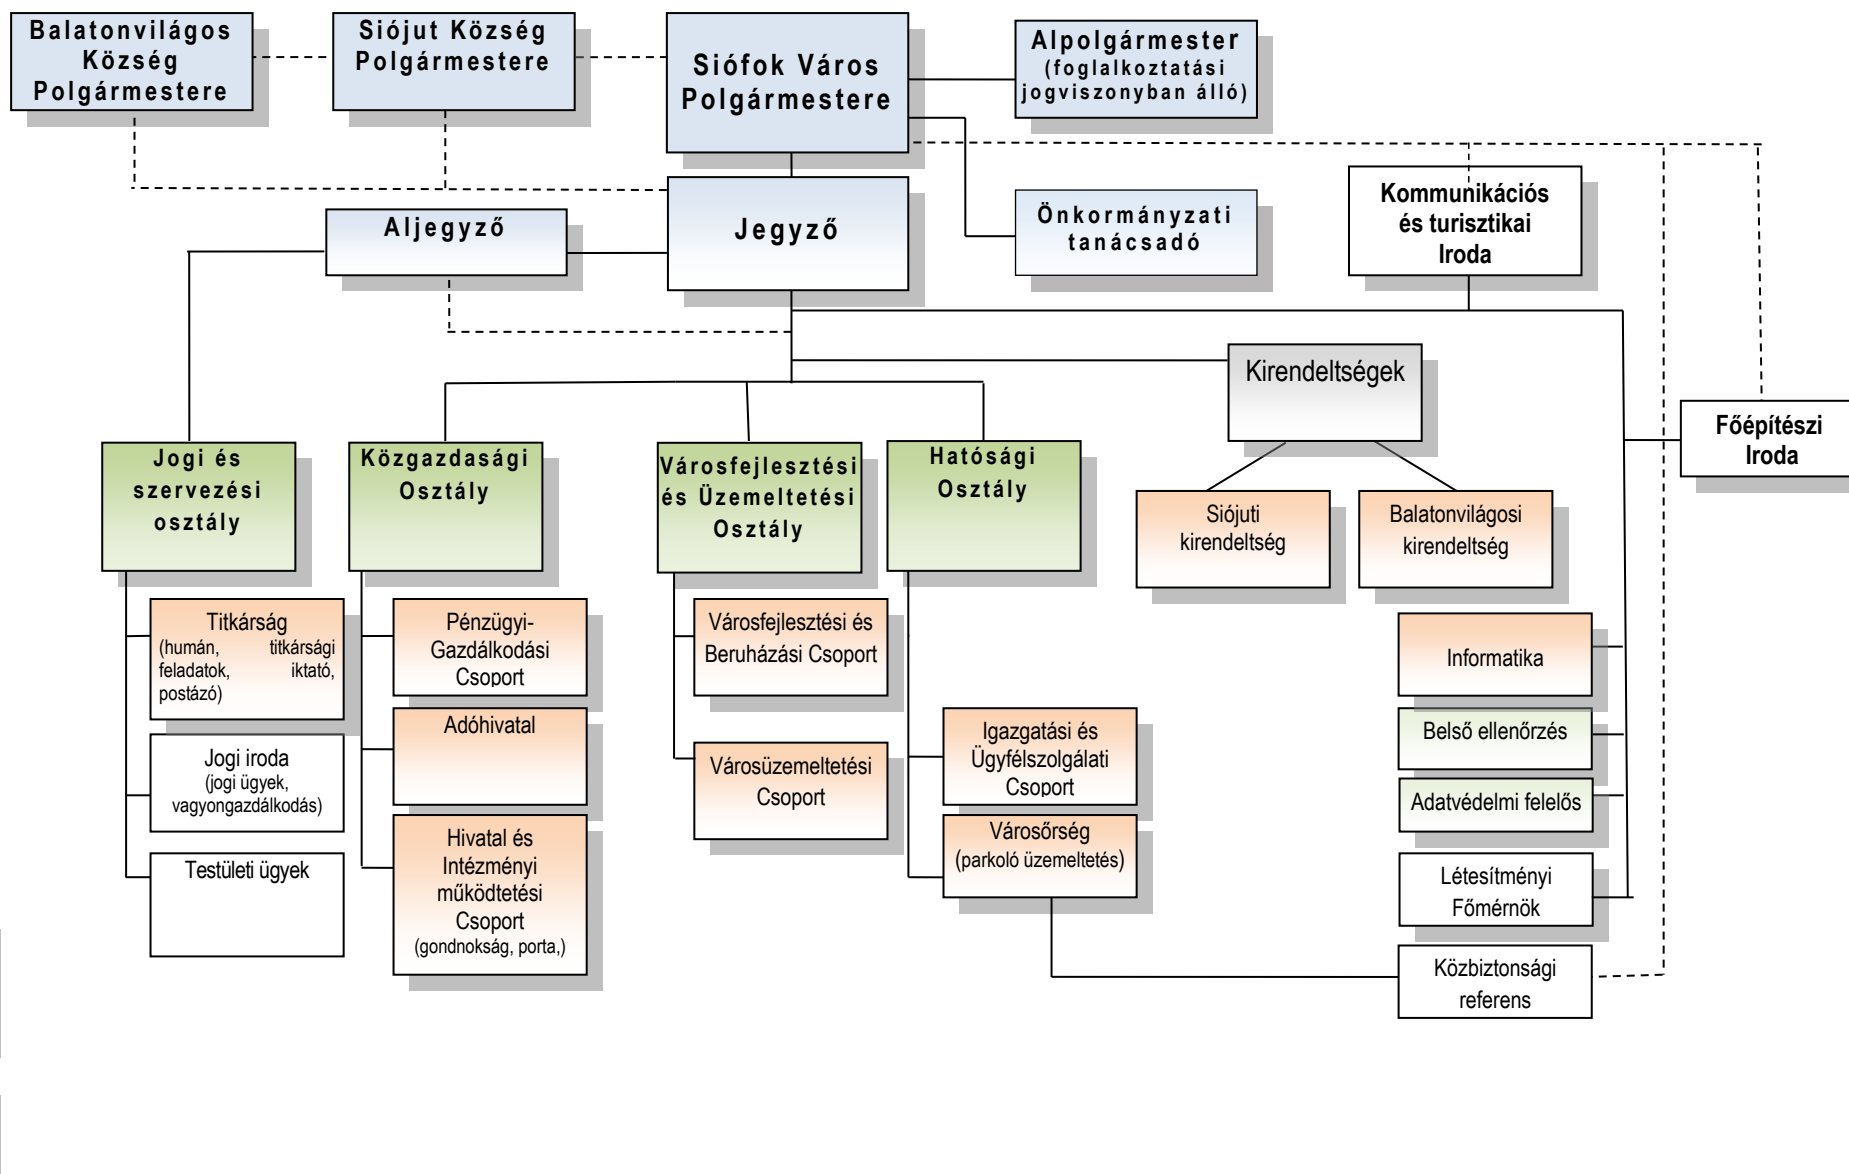 Balatonvilágos
Község
Polgármestere
Siójut Község
Polgármestere
Siófok Város
Polgármestere
Alpolgármester
(foglalkoztatási
jogviszonyban álló)
Aljegyző
Jegyző
Önkormányzati
tanácsadó
Kommunikációs
és turisztikai
Iroda
Kirendeltségek
Főépítészi
Iroda
Jogi és
szervezési
osztály
Közgazdasági
Osztály
Városfejlesztési
és Üzemeltetési
Osztály
Hatósági
Osztály
Siójuti
kirendeltség
Balatonvilágosi
kirendeltség
Titkárság
(humán, titkársági
feladatok, iktató,
postázó)
Jogi iroda
(jogi ügyek,
vagyongazdálkodás)
Testületi ügyek
Pénzügyi-
Gazdálkodási
Csoport
Adóhivatal
Hivatal és
Intézményi
működtetési
Csoport
(gondnokság, porta,)
Városfejlesztési és
Beruházási Csoport
Városüzemeltetési
Csoport
Igazgatási és
Ügyfélszolgálati
Csoport
Városőrség
(parkoló üzemeltetés)
Informatika
Belső ellenőrzés
Adatvédelmi felelős
Létesítményi
Főmérnök
Közbiztonsági
referens